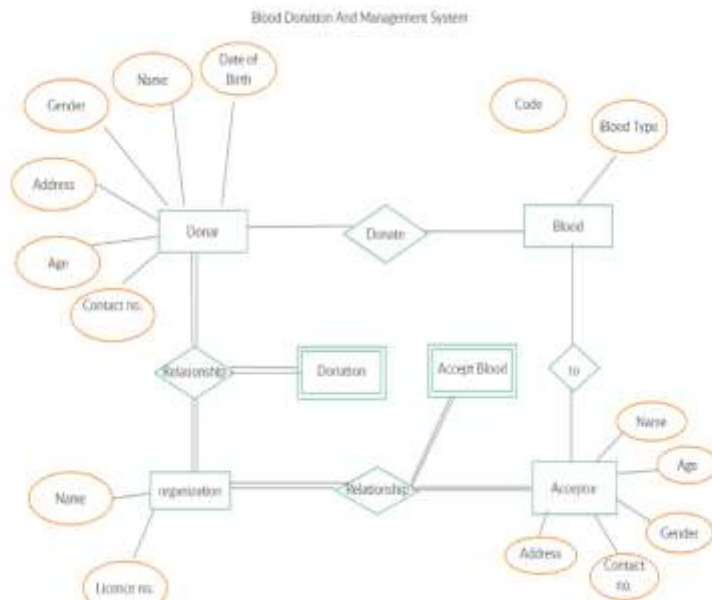 Blood Donation And Management System
Date of
Birth
Name
Gender
Code
Blood Type
Address
Donar
Donate
Blood
Age
Contact no.
Relationship
Donation
Accept Blood
to
Name
Age
Name
organization
Relationship
Acceptor
Gender
Address
Contact
no.
Licence no.